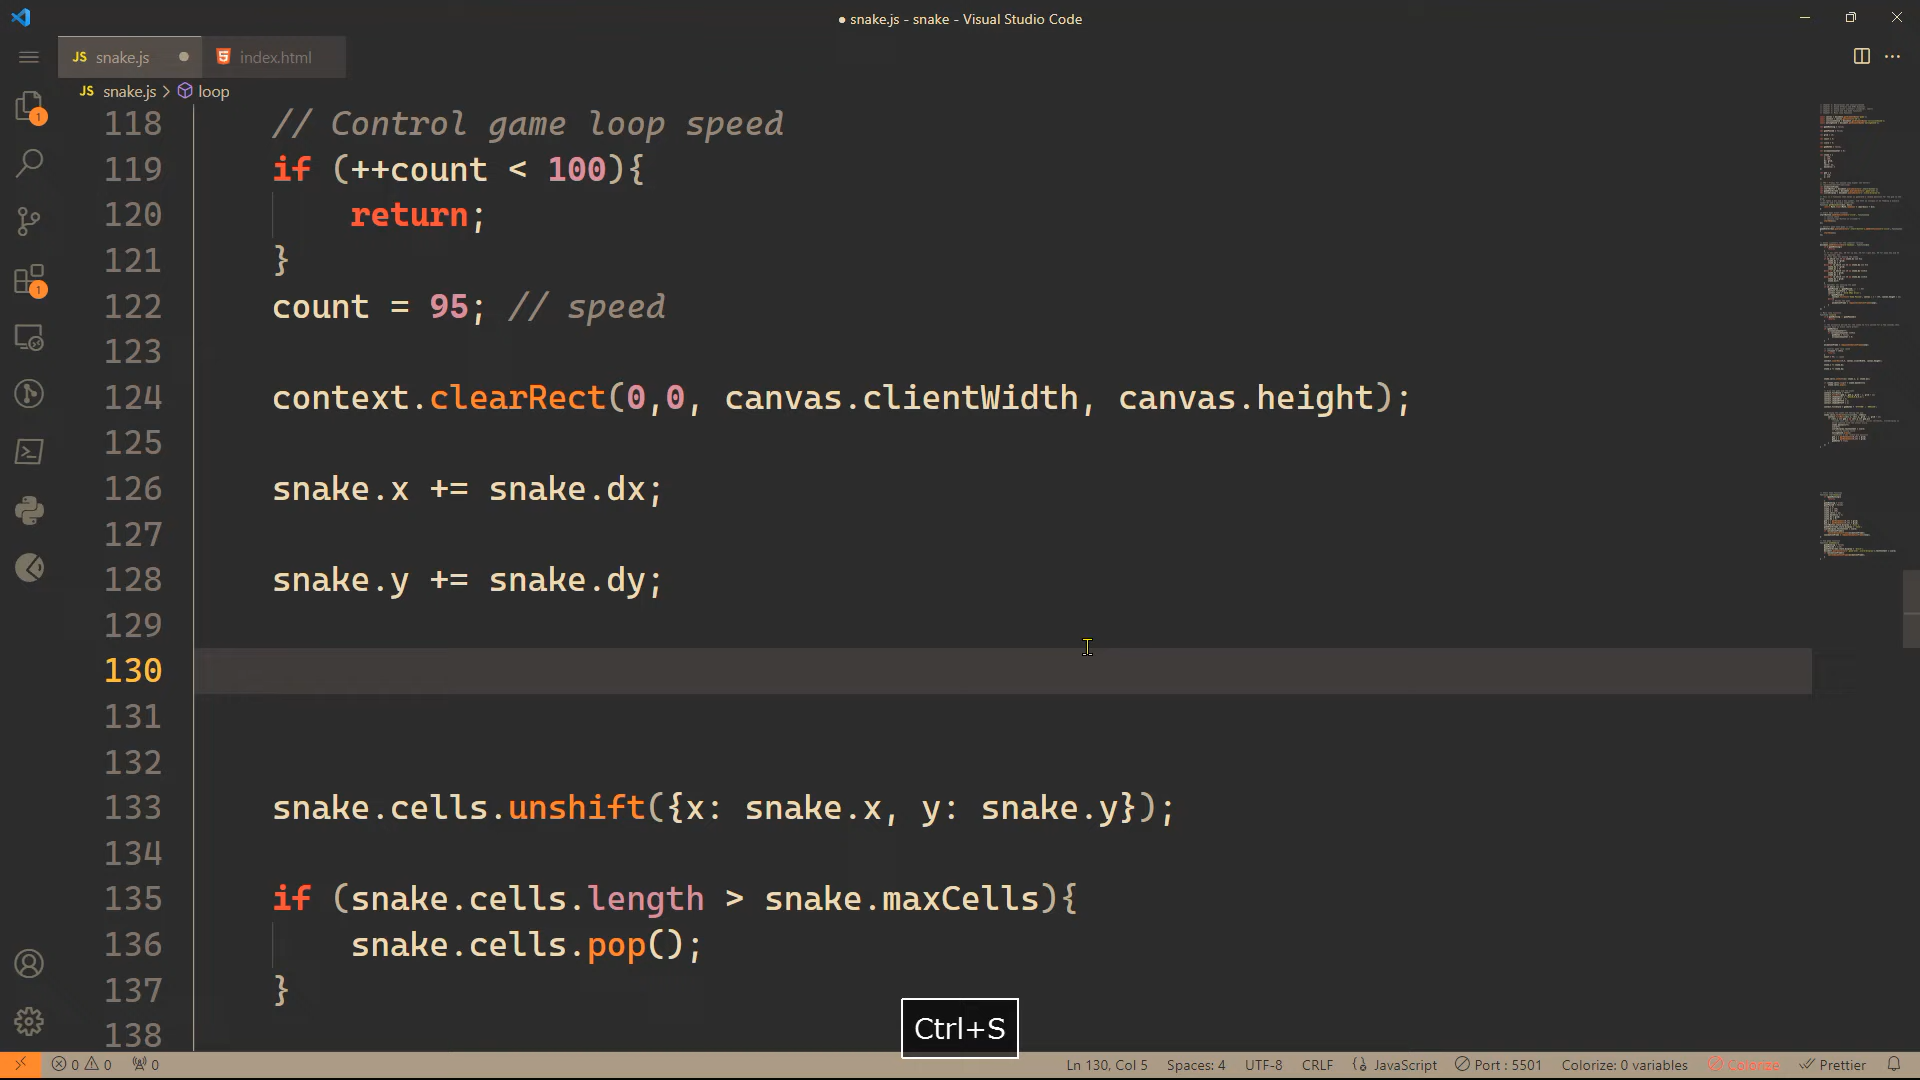 snake.js - snake - Visual Studio Code
JS snake.js
index.html
JS snake.js > loop
118 // Control game loop speed
119 if (++count < 100){
120 return;
121 }
122 count = 95; // speed
123
124 context.clearRect(0,0, canvas.clientWidth, canvas.height);
125
126 snake.x += snake.dx;
127
128 snake.y += snake.dy;
129
130
131
132
133 snake.cells.unshift({x: snake.x, y: snake.y});
134
135 if (snake.cells.length > snake.maxCells){
136 snake.cells.pop();
137 }
138
1
1
Ctrl+S
0 0 0 Ln 130, Col 5 Spaces: 4 UTF-8 CRLF {} JavaScript Port : 5501 Colorize: 0 variables Colorize Prettier